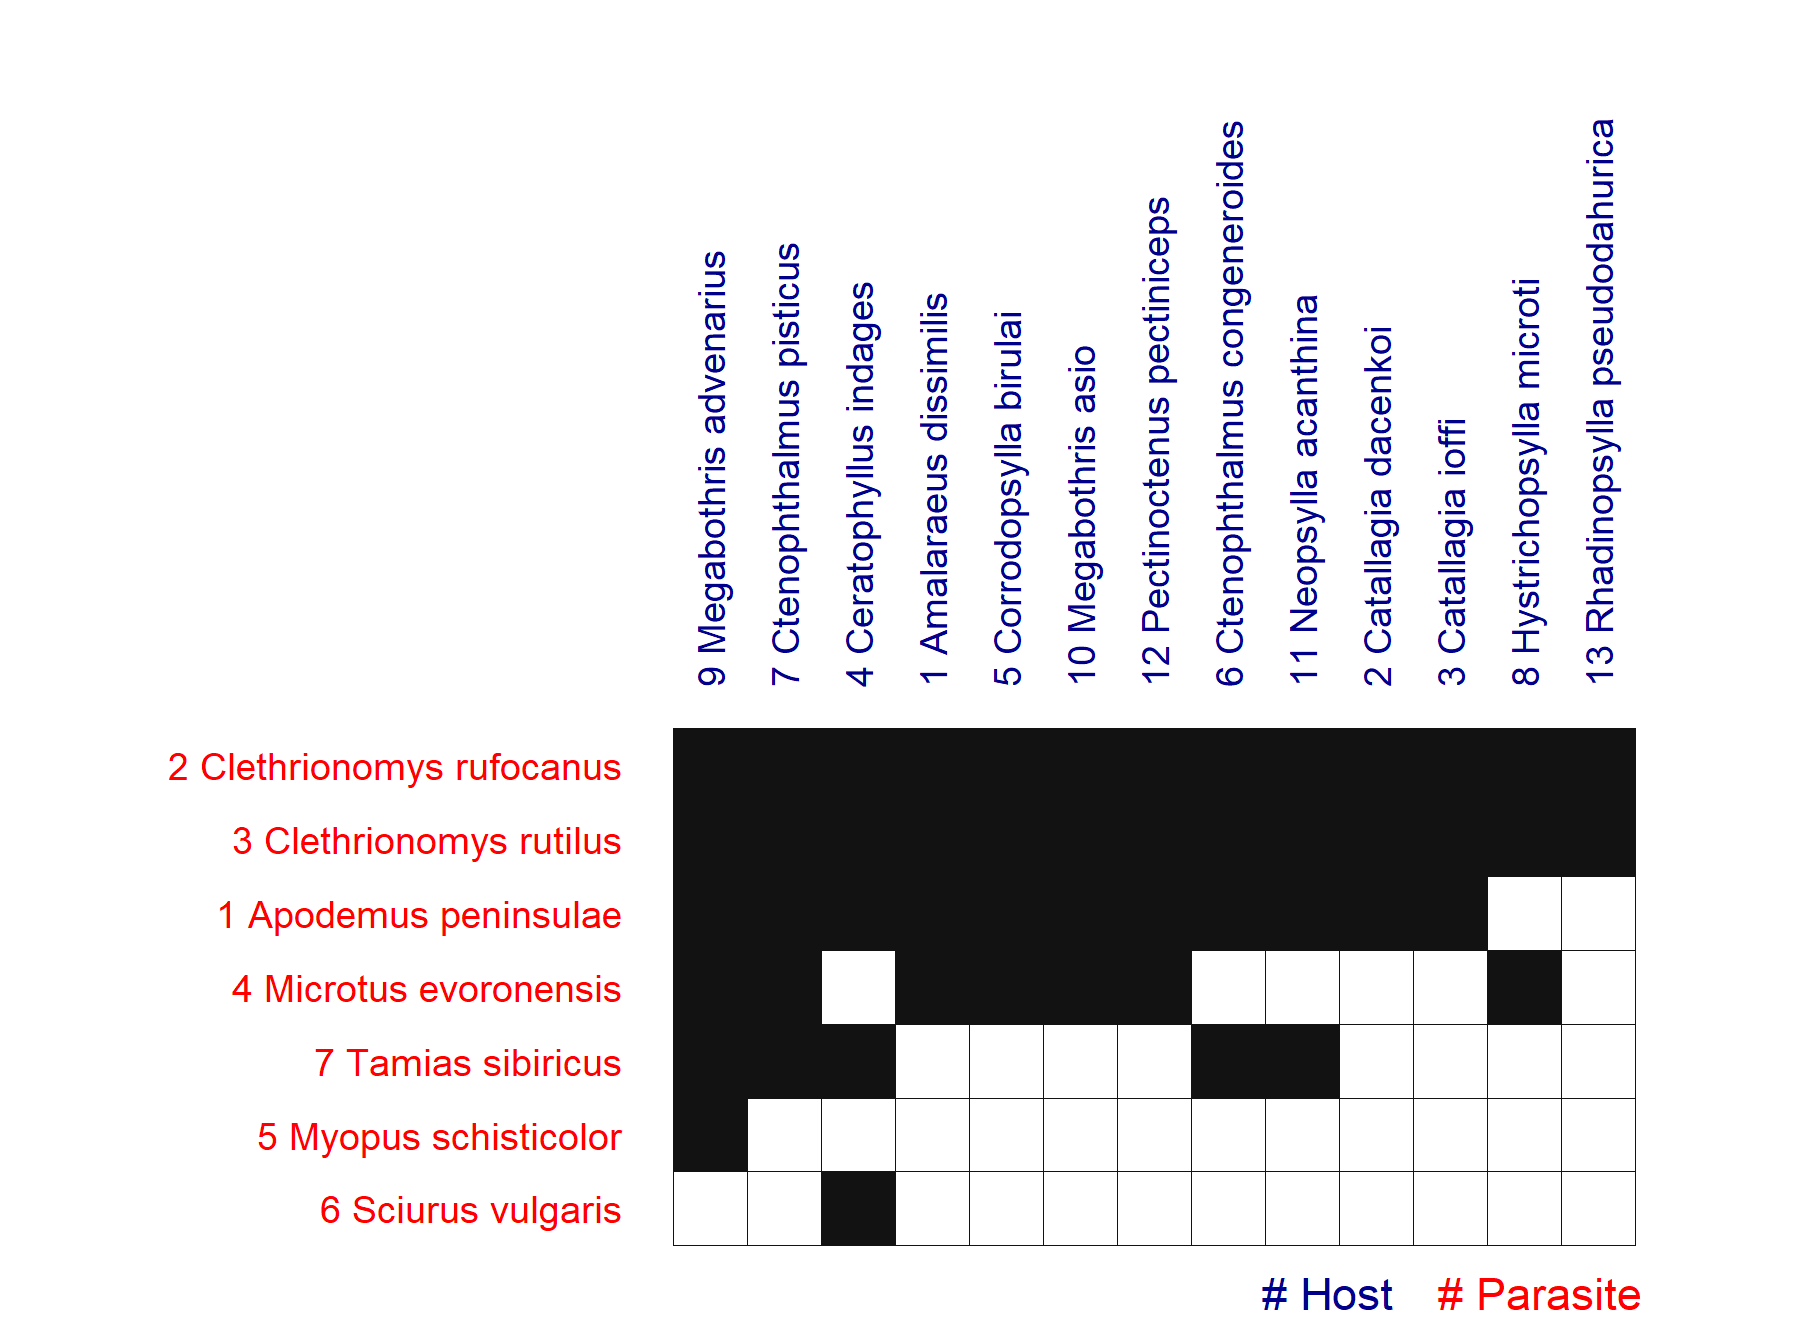 9 Megabothris advenarius
7 Ctenophthalmus pisticus
4 Ceratophyllus indages
1 Amalaraeus dissimilis
5 Corrodopsylla birulai
10 Megabothris asio
12 Pectinoctenus pectiniceps
6 Ctenophthalmus congeneroides
11 Neopsylla acanthina
2 Catallagia dacenkoi
3 Catallagia ioffi
8 Hystrichopsylla microti
13 Rhadinopsylla pseudodahurica
2 Clethrionomys rufocanus
3 Clethrionomys rutilus
1 Apodemus peninsulae
4 Microtus evoronensis
7 Tamias sibiricus
5 Myopus schisticolor
6 Sciurus vulgaris
# Host # Parasite